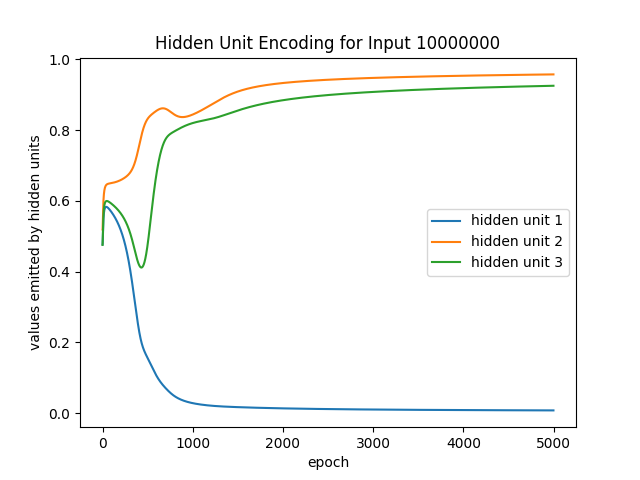 Hidden Unit Encoding for Input 10000000
values emitted by hidden units
1.0
0.8
0.6
0.4
0.2
0.0
hidden unit 1
hidden unit 2
hidden unit 3
0 1000 2000 3000 4000 5000
epoch